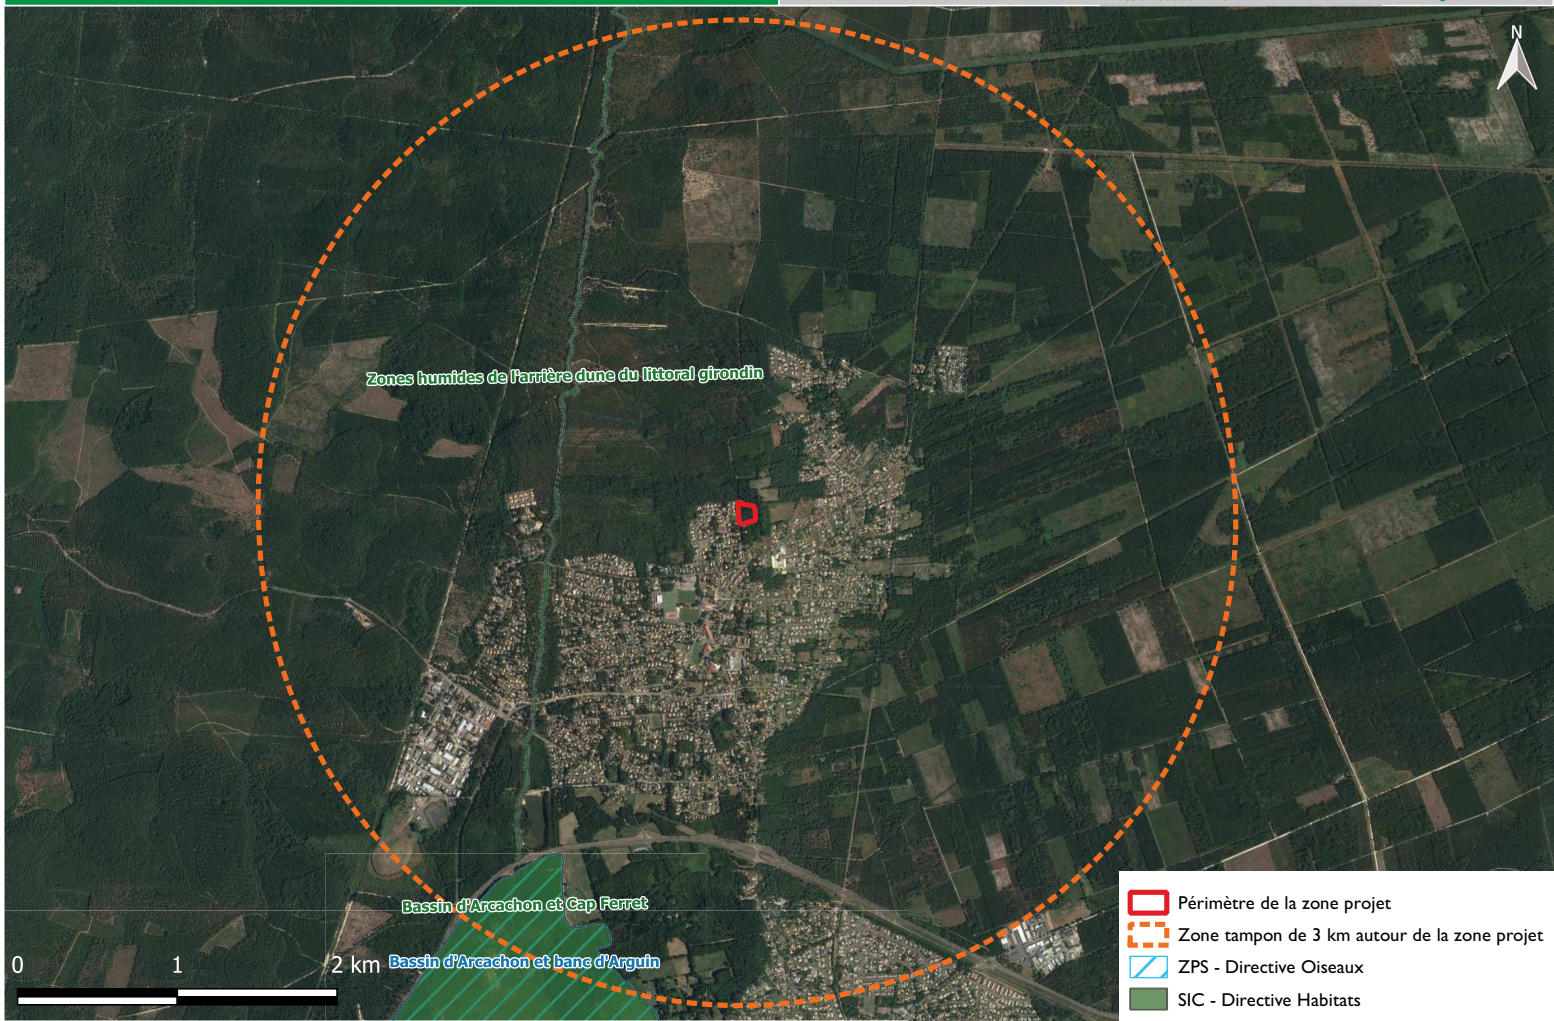 N
Zones humides de l'arrière dune du littoral girondin
Bassin d'Arcachon et Cap Ferret
Bassin d'Arcachon et banc d'Arguin
0 1 2 km
Périmètre de la zone projet
Zone tampon de 3 km autour de la zone projet
ZPS - Directive Oiseaux
SIC - Directive Habitats